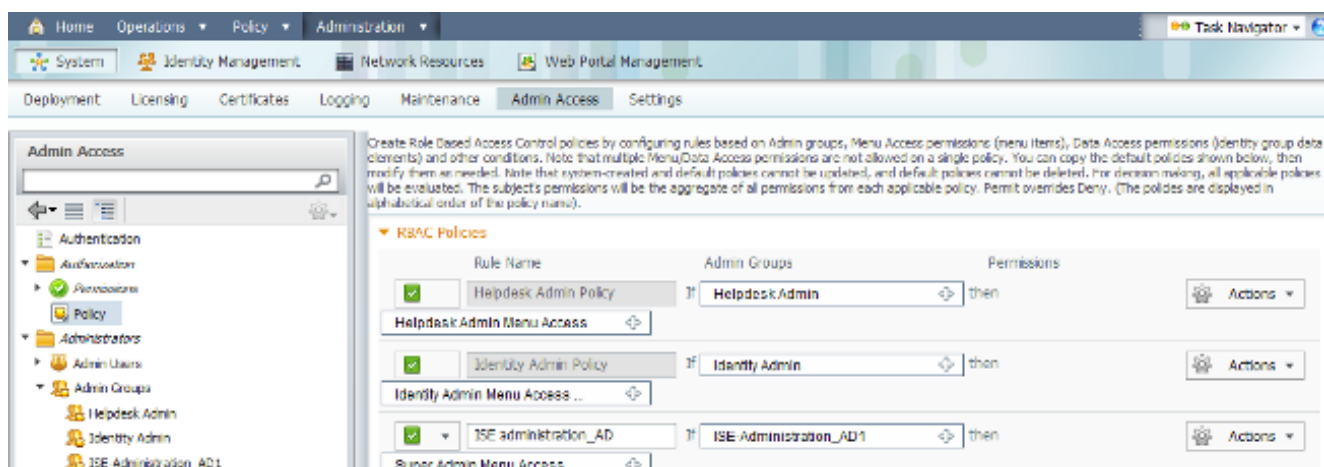 Home Operations Policy Administration Task Navigator
System Identity Management Network Resources Web Portal Management
Deployment Licensing Certificates Logging Maintenance Admin Access Settings
Create Role Based Access Control policies by configuring rules based on Admin groups, Menu Access permissions (menu items), Data Access permissions (identity group data
elements) and other conditions. Note that multiple Menu/Data Access permissions are not allowed on a single policy. You can copy the default policies shown below, then
modify them as needed. Note that system-created and default policies cannot be updated, and default policies cannot be deleted. For decision making, all applicable policies
will be evaluated. The subject's permissions will be the aggregate of all permissions from each applicable policy. Permit overrides Deny. (The policies are displayed in
alphabetical order of the policy name).
Admin Access
Authentication
Authorization
Permissions
Policy
Administrators
Admin Users
Admin Groups
Helpdesk Admin
Identity Admin
ISE Administration_AD1
RBAC Policies
Rule Name Admin Groups Permissions
Helpdesk Admin Policy If Helpdesk Admin then Actions
Helpdesk Admin Menu Access
Identity Admin Policy If Identity Admin then Actions
Identity Admin Menu Access ...
ISE administration_AD If ISE-Administration_AD1 then Actions
Super Admin Menu Access